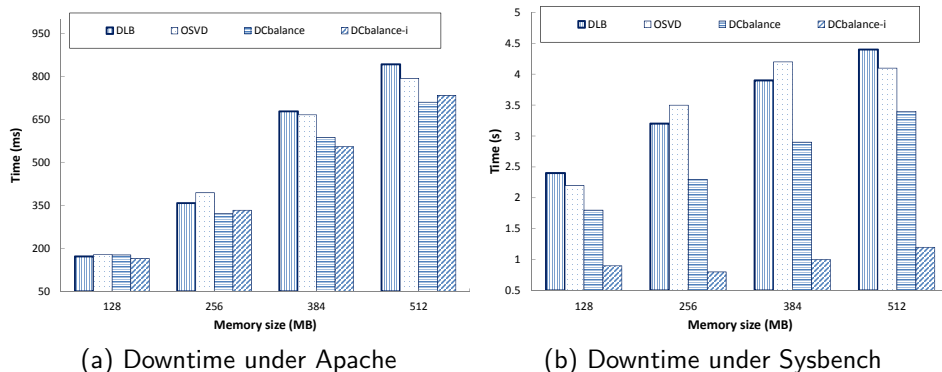 DLB OSVD DCbalance DCbalance-i
950
800
650
500
350
200
50
Time (ms)
128 256 384 512
Memory size (MB)
(a) Downtime under Apache
DLB OSVD DCbalance DCbalance-i
5
4.5
4
3.5
3
2.5
2
1.5
1
0.5
Time (s)
128 256 384 512
Memory size (MB)
(b) Downtime under Sysbench